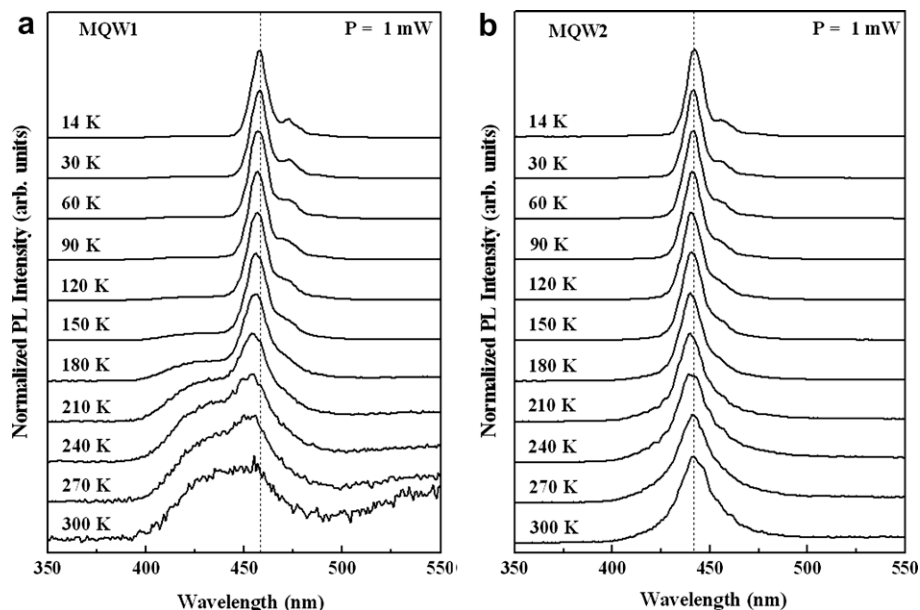 a
MQW1
P = 1 mW
14 K
30 K
60 K
90 K
120 K
150 K
180 K
210 K
240 K
270 K
300 K
Normalized PL Intensity (arb. units)
350
400
450
500
550
Wavelength (nm)
b
MQW2
P = 1 mW
14 K
30 K
60 K
90 K
120 K
150 K
180 K
210 K
240 K
270 K
300 K
Normalized PL Intensity (arb. units)
350
400
450
500
550
Wavelength (nm)